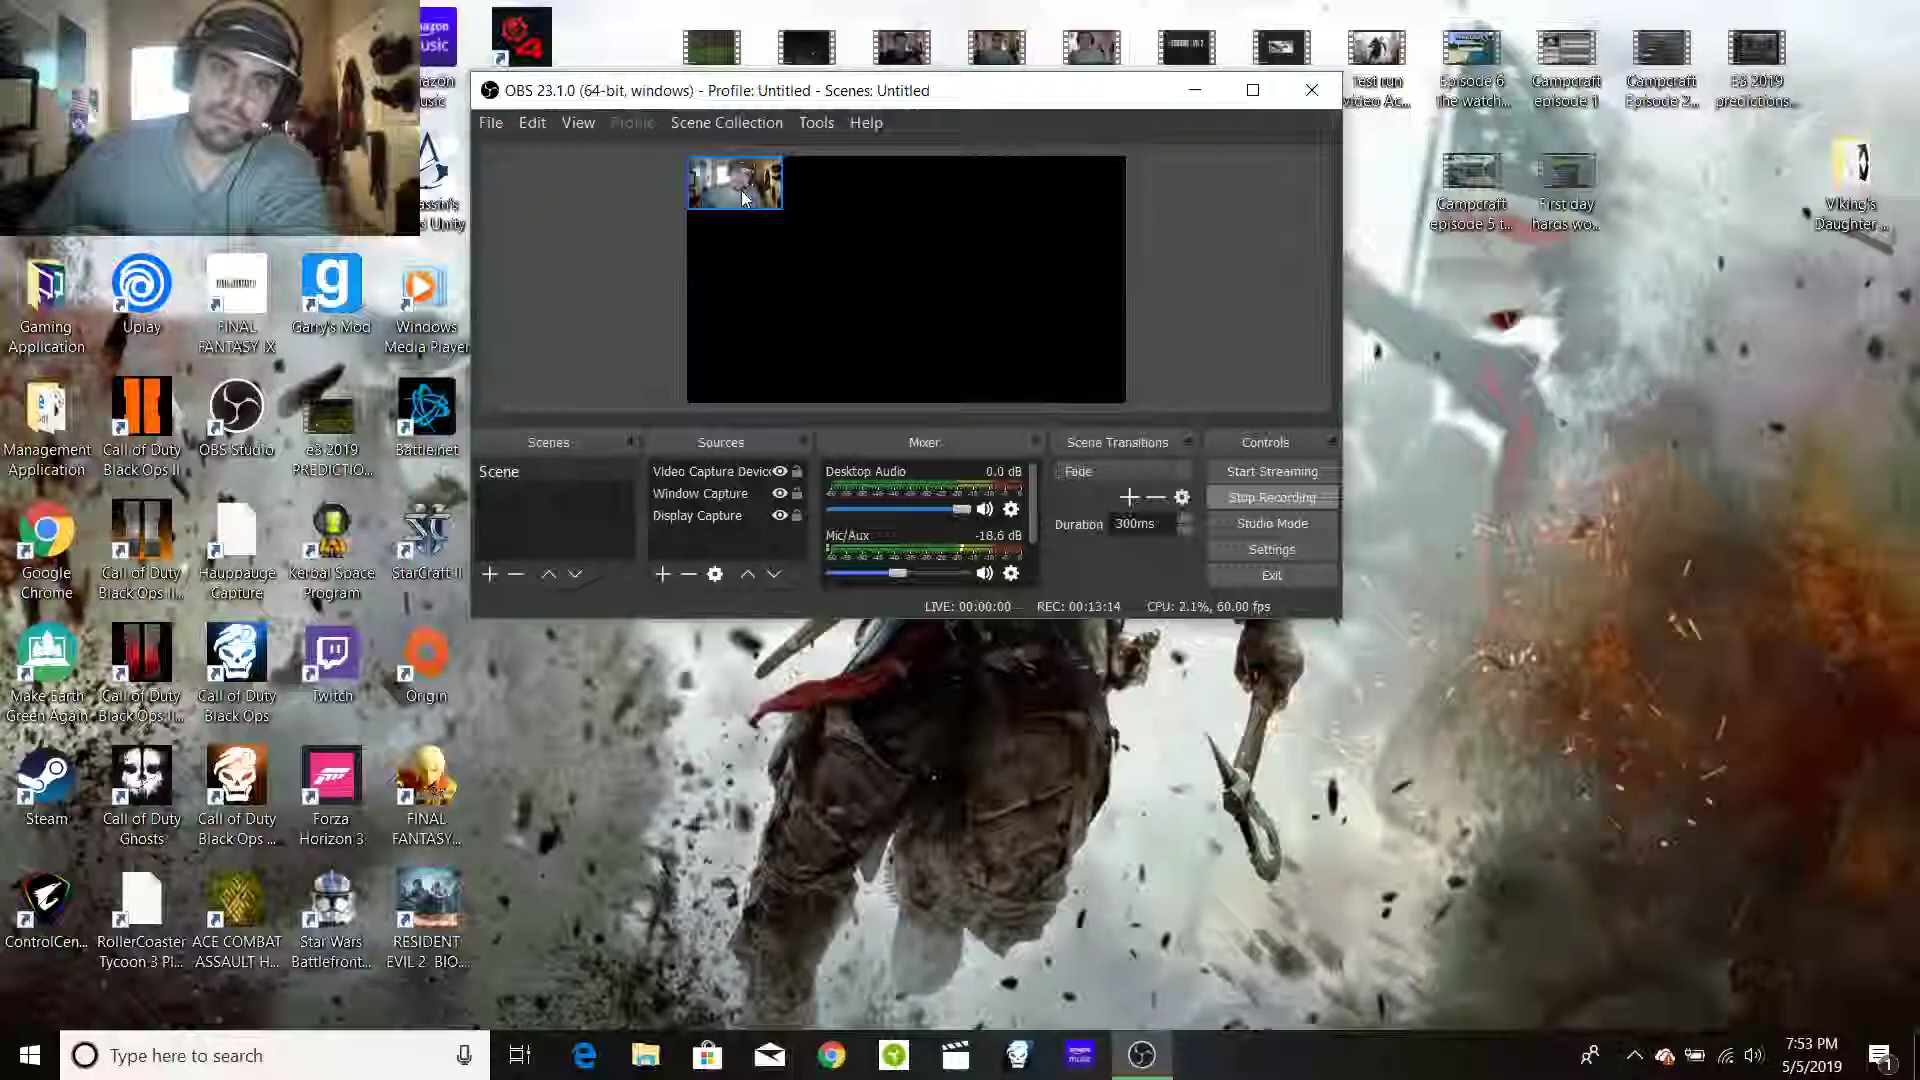 OBS 23.1.0 (64-bit, windows) - Profile: Untitled - Scenes: Untitled
File Edit View Profile Scene Collection Tools Help
Scenes
Scene
Sources
Video Capture Devic
Window Capture
Display Capture
Mixer
Desktop Audio 0.0 dB
Mic/Aux -18.6 dB
Scene Transitions
Fade
Duration 300ms
Controls
Start Streaming
Stop Recording
Studio Mode
Settings
Exit
LIVE: 00:00:00 REC: 00:13:14 CPU: 2.1%, 60.00 fps
Test run
video Ac...
Episode 6
the watch...
Campcraft
episode 1
Campcraft
Episode 2...
E3 2019
predictions...
Campcraft
episode 5 t...
First day
hards wo...
Viking's
Daughter ...
s Unity
Gaming
Application
Uplay
FINAL
FANTASY IX
Garry's Mod
Windows
Media Player
Management
Application
Call of Duty
Black Ops II
OBS Studio
e3 2019
PREDICTIO...
Battle.net
Google
Chrome
Call of Duty
Black Ops II...
Hauppauge
Capture
Kerbal Space
Program
StarCraft II
Make Earth
Green Again
Call of Duty
Black Ops II...
Call of Duty
Black Ops
Twitch
Origin
Steam
Call of Duty
Ghosts
Call of Duty
Black Ops ...
Forza
Horizon 3
FINAL
FANTASY...
ControlCen...
RollerCoaster
Tycoon 3 Pl...
ACE COMBAT
ASSAULT H...
Star Wars
Battlefront...
RESIDENT
EVIL 2 BIO...
Type here to search
7:53 PM
5/5/2019
1